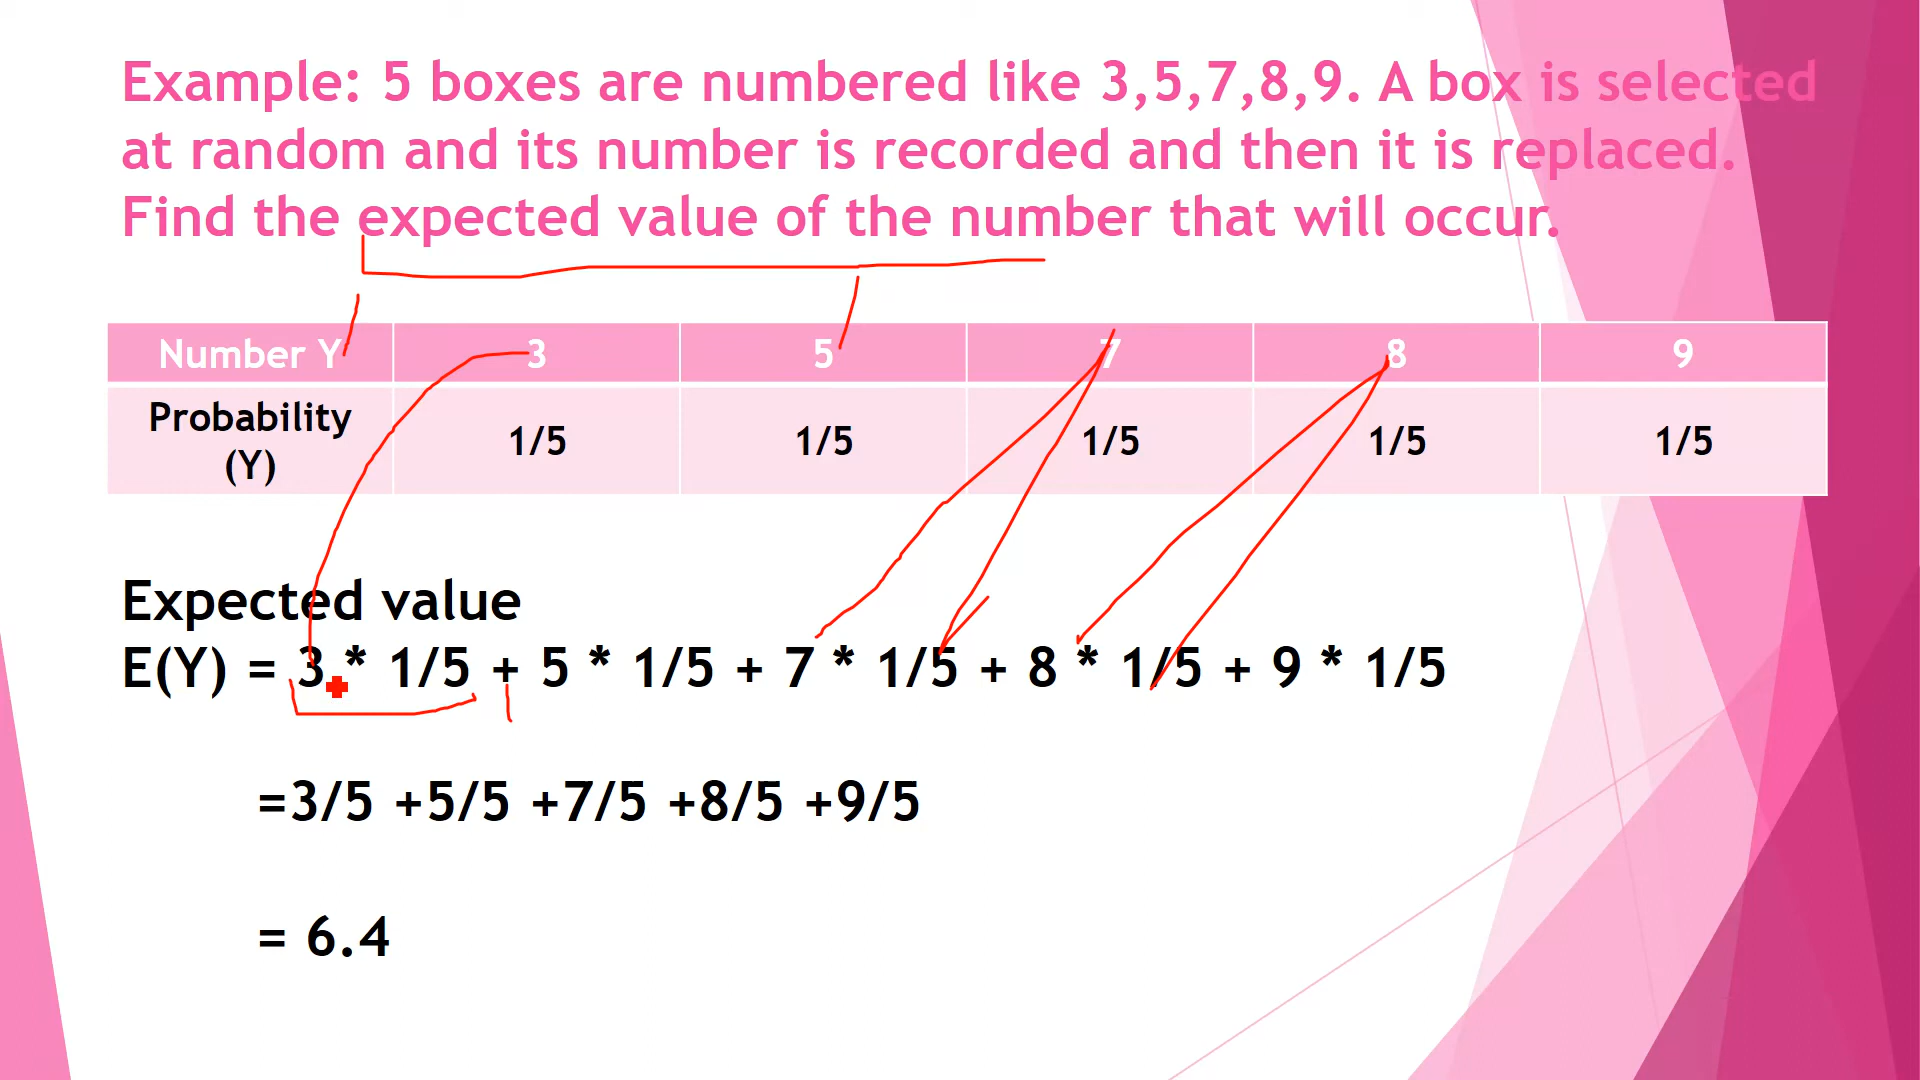 Example: 5 boxes are numbered like 3,5,7,8,9. A box is selected
at random and its number is recorded and then it is replaced.
Find the expected value of the number that will occur.
Number Y 3 5 7 8 9
Probability (Y) 1/5 1/5 1/5 1/5 1/5
Expected value
E(Y) = 3 * 1/5 + 5 * 1/5 + 7 * 1/5 + 8 * 1/5 + 9 * 1/5
=3/5 +5/5 +7/5 +8/5 +9/5
= 6.4